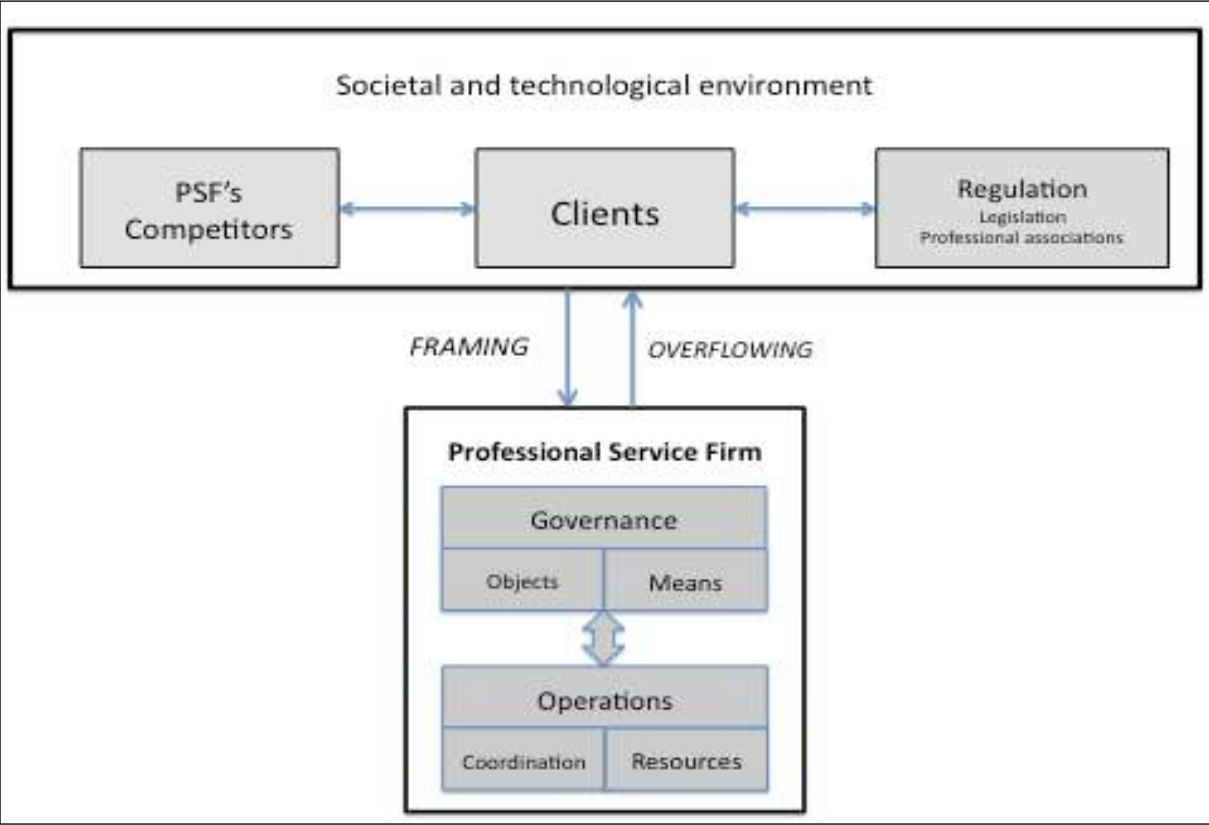 Societal and technological environment
PSF's
Competitors
Clients
Regulation
Legislation
Professional associations
FRAMING
OVERFLOWING
Professional Service Firm
Governance
Objects
Means
Operations
Coordination
Resources